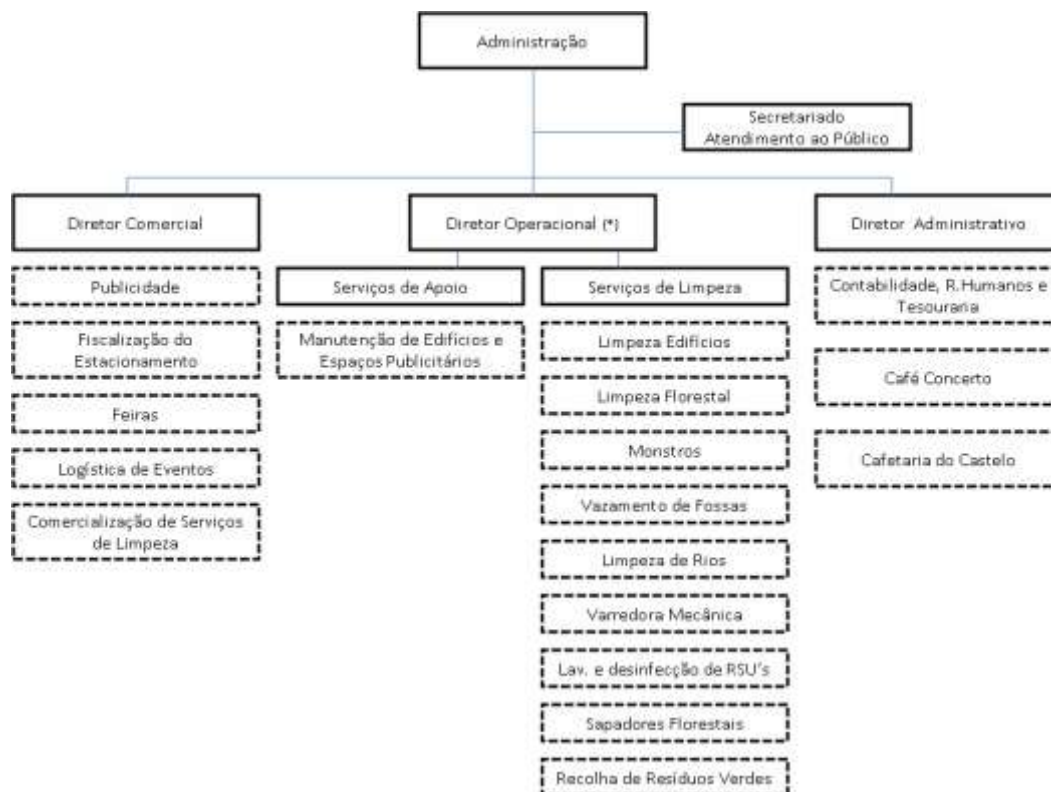 Administração
Secretariado
Atendimento ao Público
Diretor Comercial
Publicidade
Fiscalização do
Estacionamento
Feiras
Logística de Eventos
Comercialização de Serviços
de Limpeza
Diretor Operacional (*)
Serviços de Apoio
Manutenção de Edifícios e
Espaços Publicitários
Serviços de Limpeza
Limpeza Edifícios
Limpeza Florestal
Monstros
Vazamento de Fossas
Limpeza de Rios
Varredora Mecânica
Lav. e desinfecção de RSU's
Sapadores Florestais
Recolha de Resíduos Verdes
Diretor Administrativo
Contabilidade, R.Humanos e
Tesouraria
Café Concerto
Cafetaria do Castelo